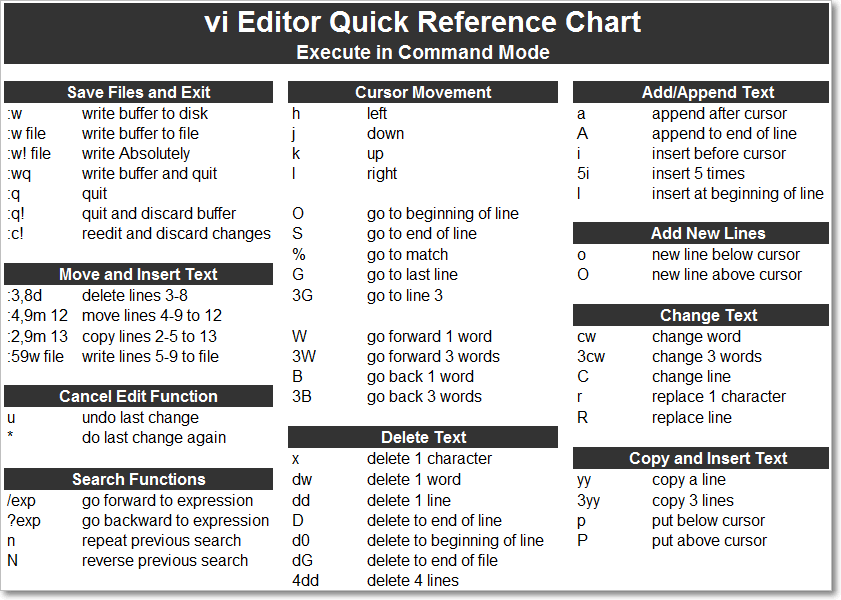 vi Editor Quick Reference Chart
Execute in Command Mode
Save Files and Exit
:w write buffer to disk
:w file write buffer to file
:w! file write Absolutely
:wq write buffer and quit
:q quit
:q! quit and discard buffer
:c! reedit and discard changes
Move and Insert Text
:3,8d delete lines 3-8
:4,9m 12 move lines 4-9 to 12
:2,9m 13 copy lines 2-5 to 13
:59w file write lines 5-9 to file
Cancel Edit Function
u undo last change
* do last change again
Search Functions
/exp go forward to expression
?exp go backward to expression
n repeat previous search
N reverse previous search
Cursor Movement
h left
j down
k up
l right
O go to beginning of line
S go to end of line
% go to match
G go to last line
3G go to line 3
W go forward 1 word
3W go forward 3 words
B go back 1 word
3B go back 3 words
Delete Text
x delete 1 character
dw delete 1 word
dd delete 1 line
D delete to end of line
d0 delete to beginning of line
dG delete to end of file
4dd delete 4 lines
Add/Append Text
a append after cursor
A append to end of line
i insert before cursor
5i insert 5 times
I insert at beginning of line
Add New Lines
o new line below cursor
O new line above cursor
Change Text
cw change word
3cw change 3 words
C change line
r replace 1 character
R replace line
Copy and Insert Text
yy copy a line
3yy copy 3 lines
p put below cursor
P put above cursor